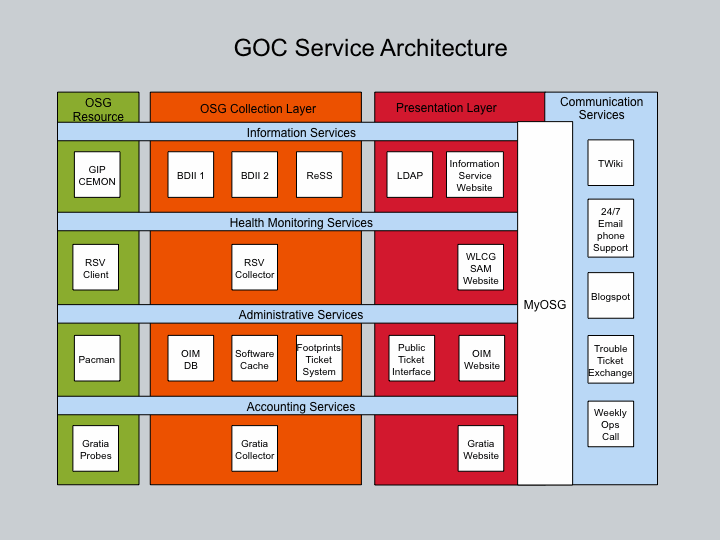 GOC Service Architecture
OSG
Resource
OSG Collection Layer
Presentation Layer
Communication
Services
Information Services
GIP
CEMON
BDII 1
BDII 2
ReSS
LDAP
Information
Service
Website
TWiki
Health Monitoring Services
24/7
Email
phone
Support
RSV
Client
RSV
Collector
WLCG
SAM
Website
MyOSG
Blogspot
Administrative Services
Pacman
OIM
DB
Software
Cache
Footprints
Ticket
System
Public
Ticket
Interface
OIM
Website
Trouble
Ticket
Exchange
Accounting Services
Gratia
Probes
Gratia
Collector
Gratia
Website
Weekly
Ops
Call